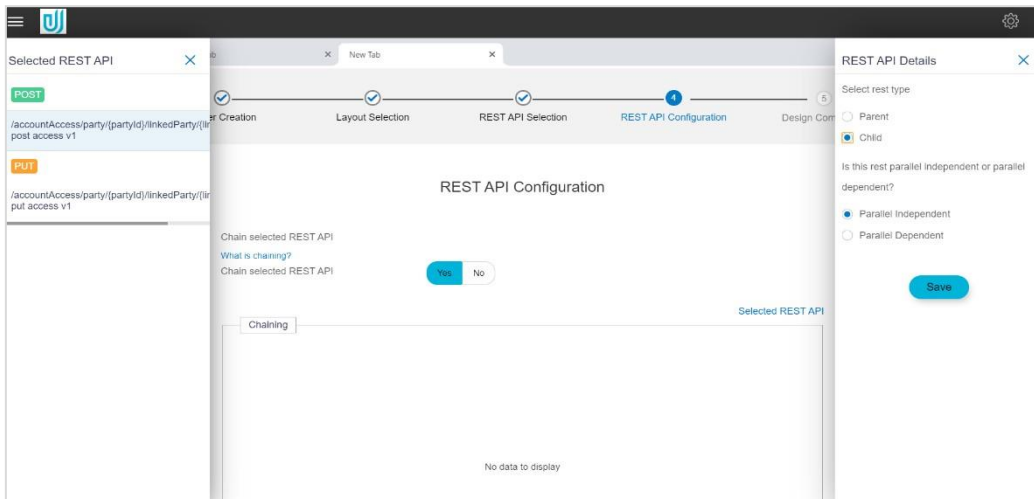 Selected REST API
POST
/accountAccess/party/{partyId}/linkedParty/{lin
post access v1
PUT
/accountAccess/party/{partyId}/linkedParty/{lin
put access v1
New Tab
er Creation
Layout Selection
REST API Selection
4
REST API Configuration
5
Design Com
REST API Configuration
Chain selected REST API
What is chaining?
Chain selected REST API
Yes No
Selected REST API
Chaining
No data to display
REST API Details
Select rest type
Parent
Child
Is this rest parallel independent or parallel
dependent?
Parallel Independent
Parallel Dependent
Save